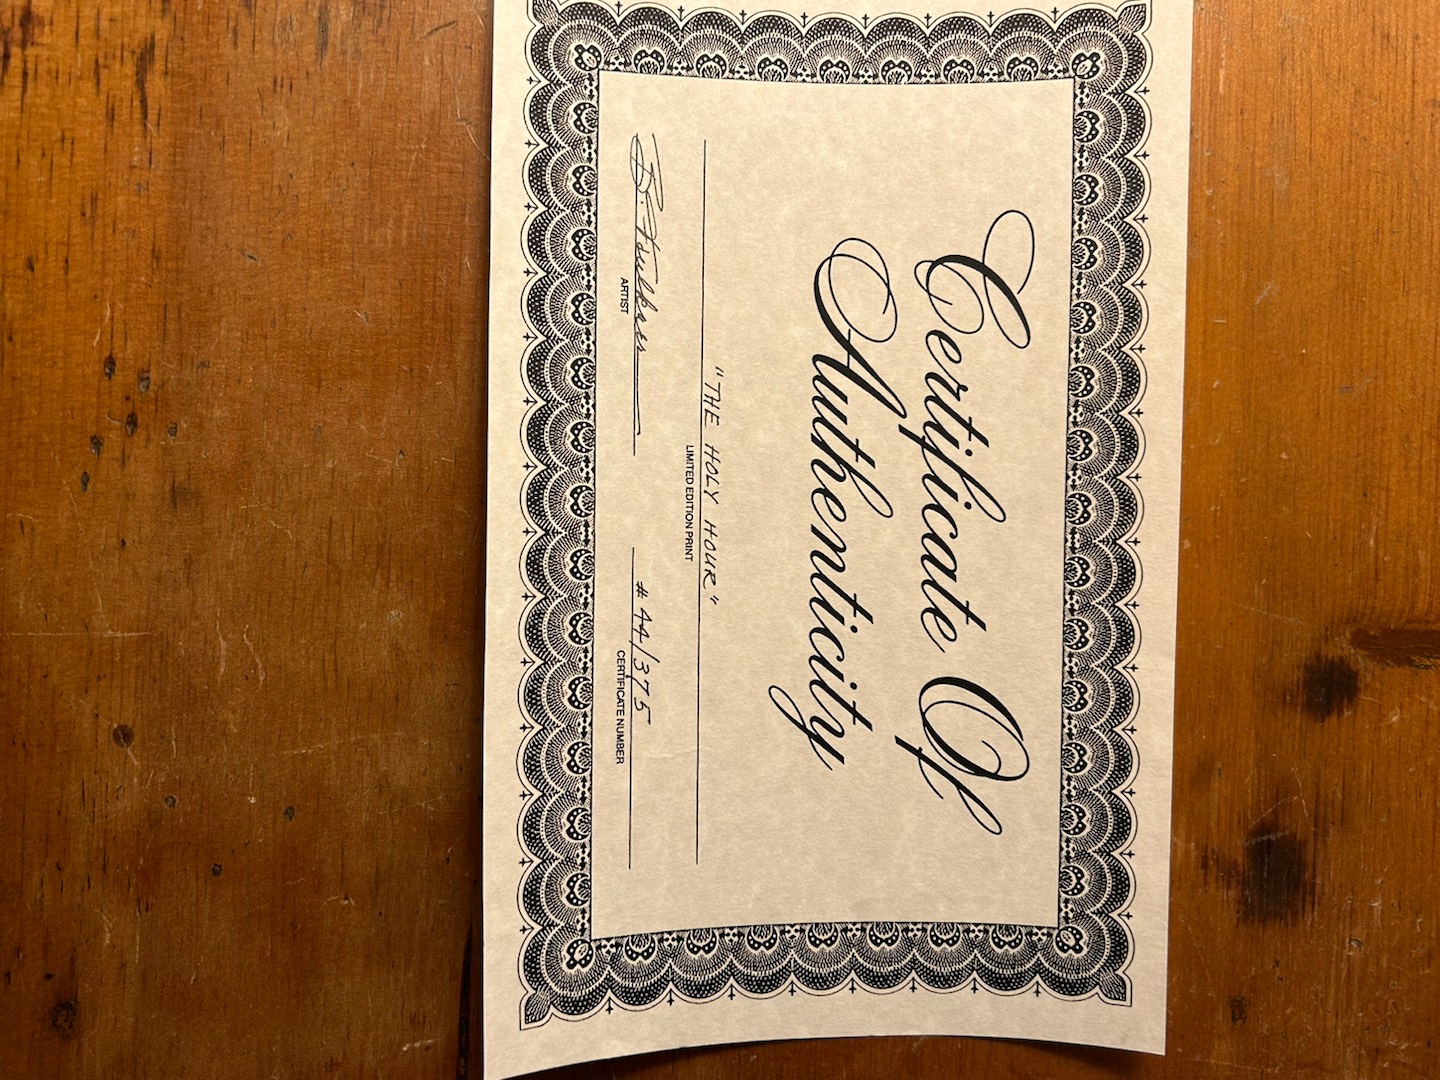 Certificate Of
Authenticity
"THE HOLY HOUR"
LIMITED EDITION PRINT
# 44/375
ARTIST
CERTIFICATE NUMBER